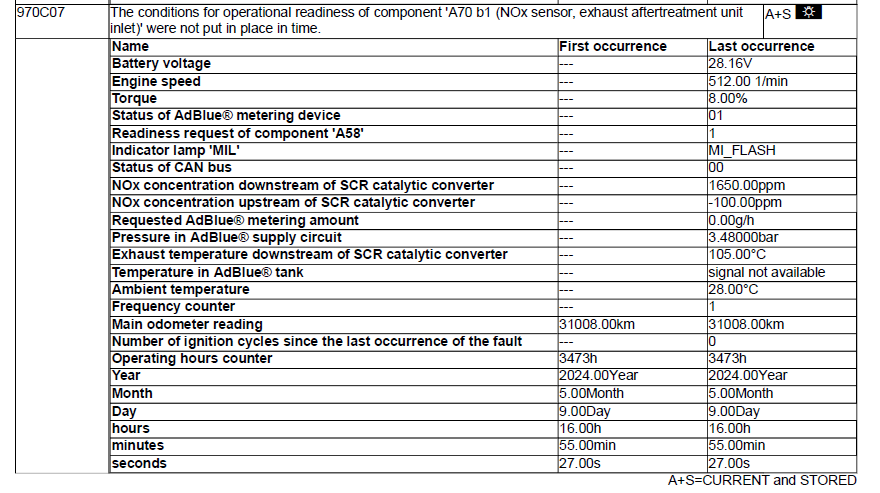 970C07 The conditions for operational readiness of component 'A70 b1 (NOx sensor, exhaust aftertreatment unit A+S
inlet)' were not put in place in time.
Name First occurrence Last occurrence
Battery voltage --- 28.16V
Engine speed --- 512.00 1/min
Torque --- 8.00%
Status of AdBlue® metering device --- 01
Readiness request of component 'A58' --- 1
Indicator lamp 'MIL' --- MI_FLASH
Status of CAN bus --- 00
NOx concentration downstream of SCR catalytic converter --- 1650.00ppm
NOx concentration upstream of SCR catalytic converter --- -100.00ppm
Requested AdBlue® metering amount --- 0.00g/h
Pressure in AdBlue® supply circuit --- 3.48000bar
Exhaust temperature downstream of SCR catalytic converter --- 105.00°C
Temperature in AdBlue® tank --- signal not available
Ambient temperature --- 28.00°C
Frequency counter --- 1
Main odometer reading 31008.00km 31008.00km
Number of ignition cycles since the last occurrence of the fault --- 0
Operating hours counter 3473h 3473h
Year 2024.00Year 2024.00Year
Month 5.00Month 5.00Month
Day 9.00Day 9.00Day
hours 16.00h 16.00h
minutes 55.00min 55.00min
seconds 27.00s 27.00s
A+S=CURRENT and STORED